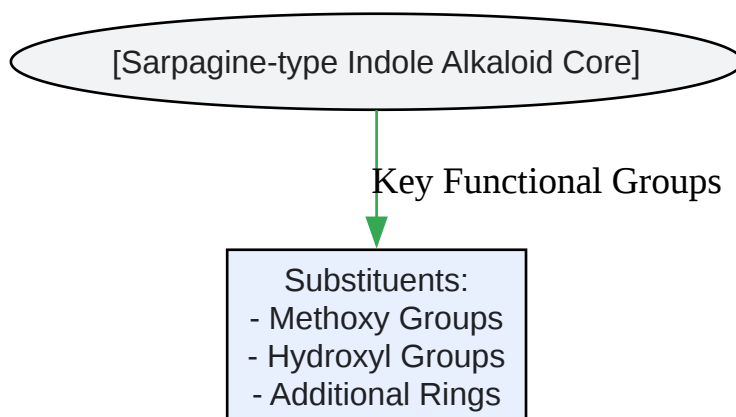 [Sarpagine-type Indole Alkaloid Core]
Key Functional Groups
Substituents:
- Methoxy Groups
- Hydroxyl Groups
- Additional Rings